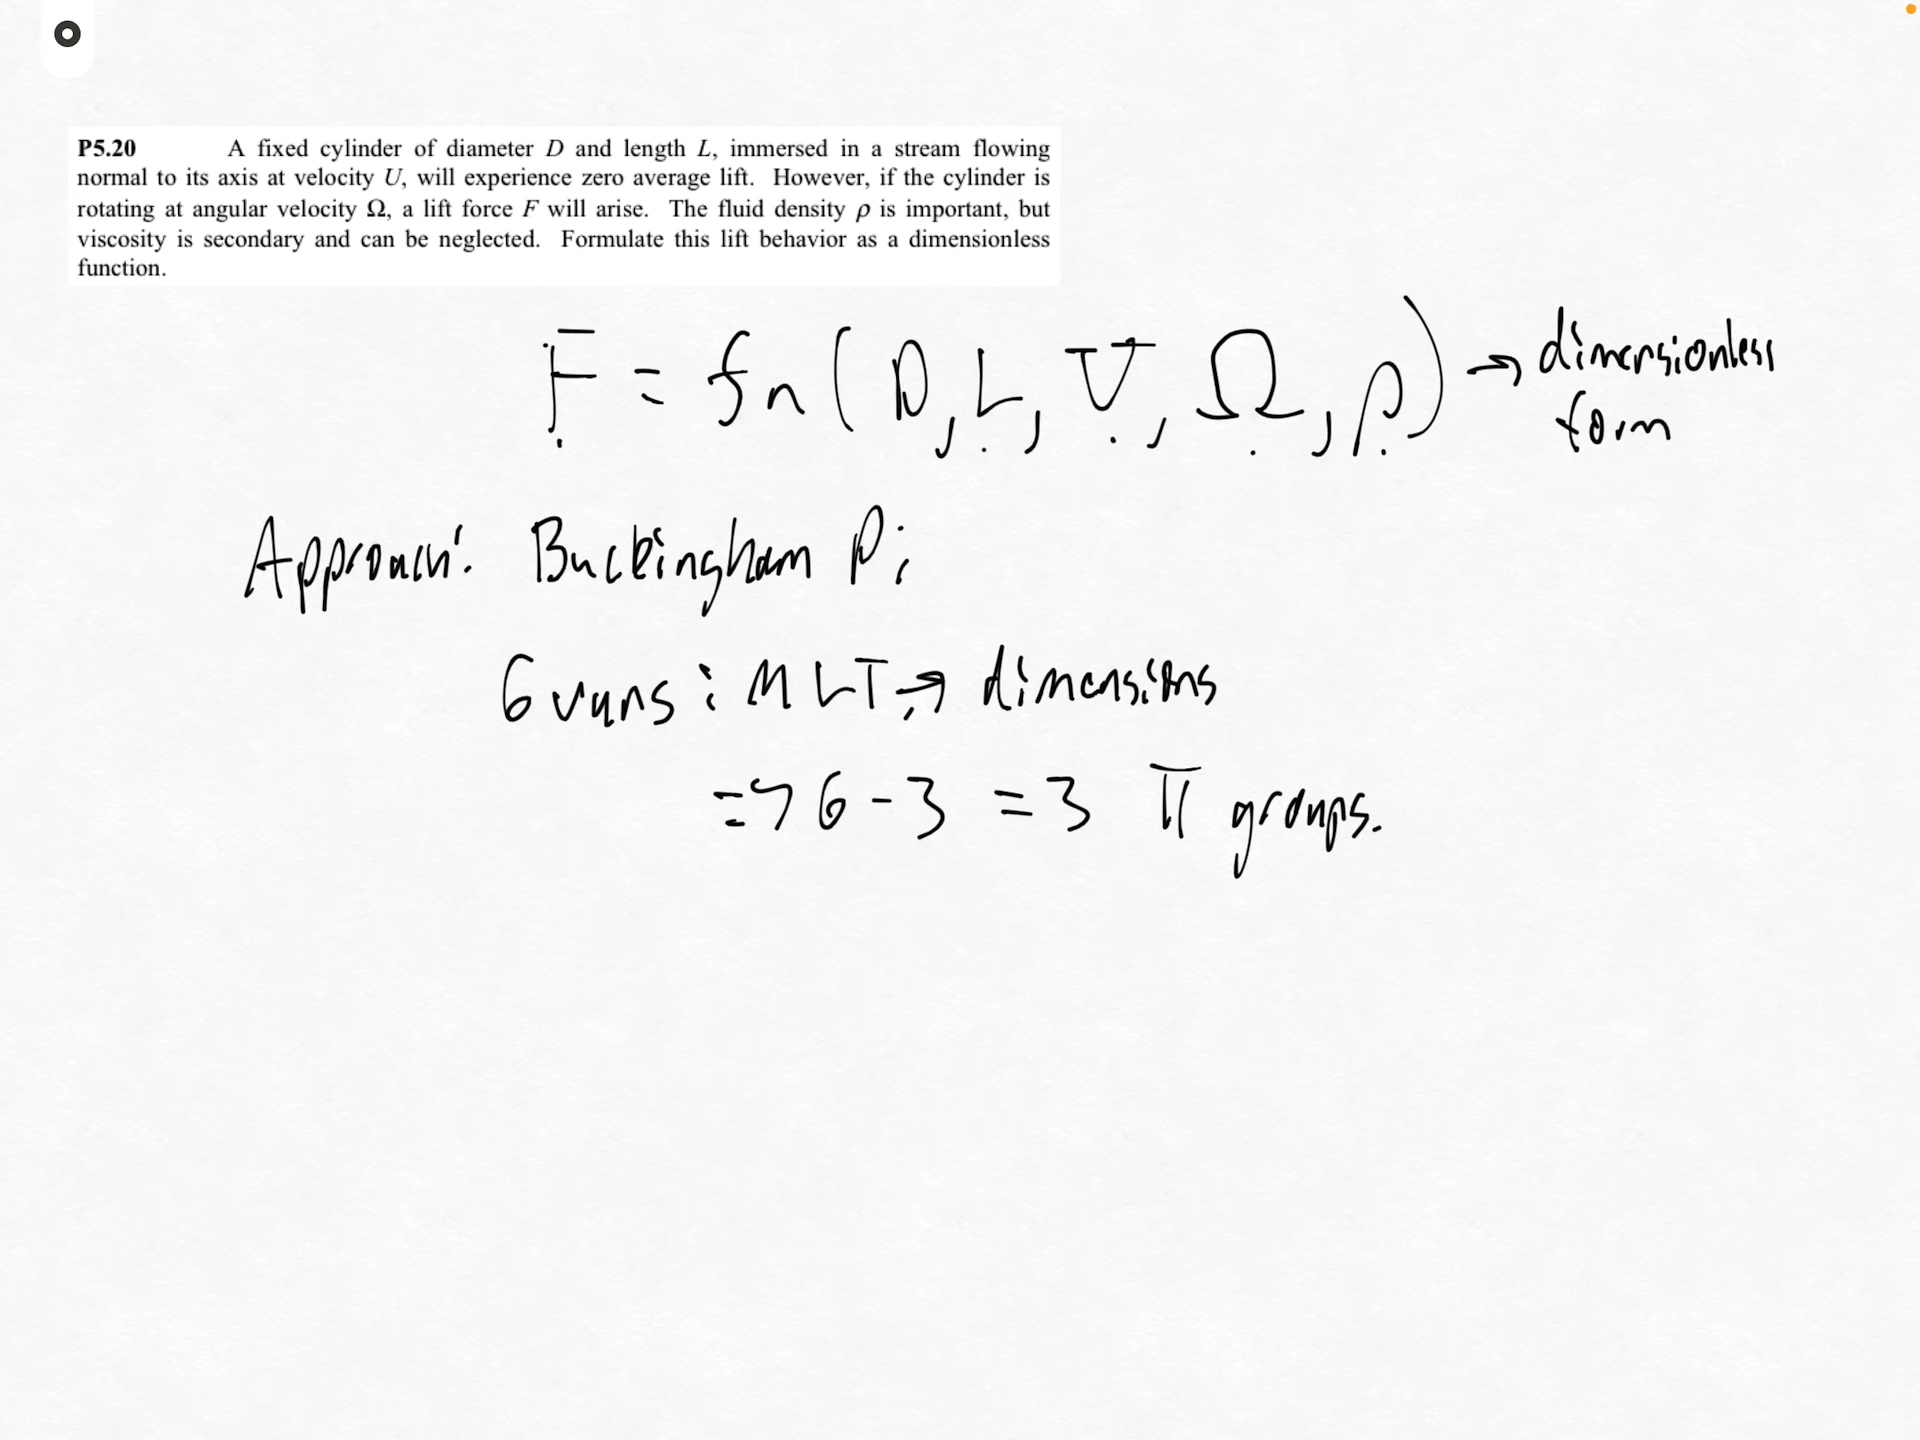 P5.20 A fixed cylinder of diameter D and length L, immersed in a stream flowing
normal to its axis at velocity U, will experience zero average lift. However, if the cylinder is
rotating at angular velocity Ω, a lift force F will arise. The fluid density ρ is important, but
viscosity is secondary and can be neglected. Formulate this lift behavior as a dimensionless
function.
F = fn(D, L, U, Ω, ρ) → dimensionless
form
Approach: Buckingham Pi
6 vars: MLT → dimensions
=> 6 - 3 = 3 Π groups.